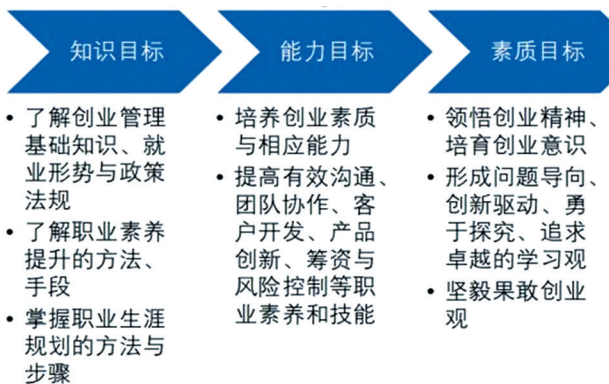 知识目标
• 了解创业管理
基础知识、就
业形势与政策
法规
• 了解职业素养
提升的方法、
手段
• 掌握职业生涯
规划的方法与
步骤
能力目标
• 培养创业素质
与相应能力
• 提高有效沟通、
团队协作、客
户开发、产品
创新、筹资与
风险控制等职
业素养和技能
素质目标
• 领悟创业精神、
培育创业意识
• 形成问题导向、
创新驱动、勇
于探究、追求
卓越的学习观
• 坚毅果敢创业
观